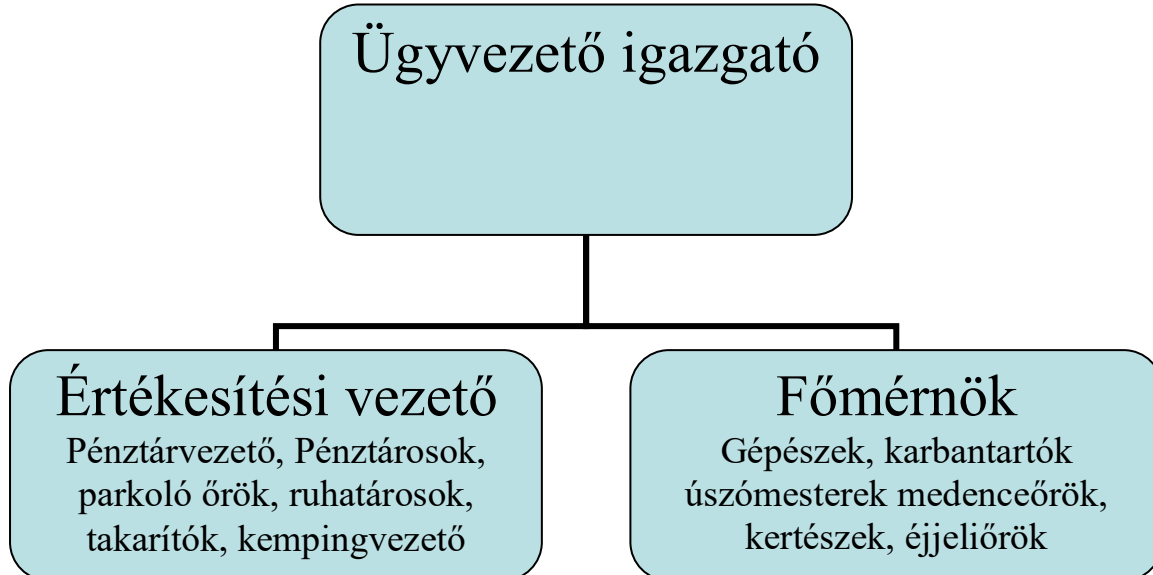 Ügyvezető igazgató
Értékesítési vezető
Pénztárvezető, Pénztárosok,
parkoló őrök, ruhatárosok,
takarítók, kempingvezető
Főmérnök
Gépészek, karbantartók
úszómesterek medenceőrök,
kertészek, éjjeliőrök